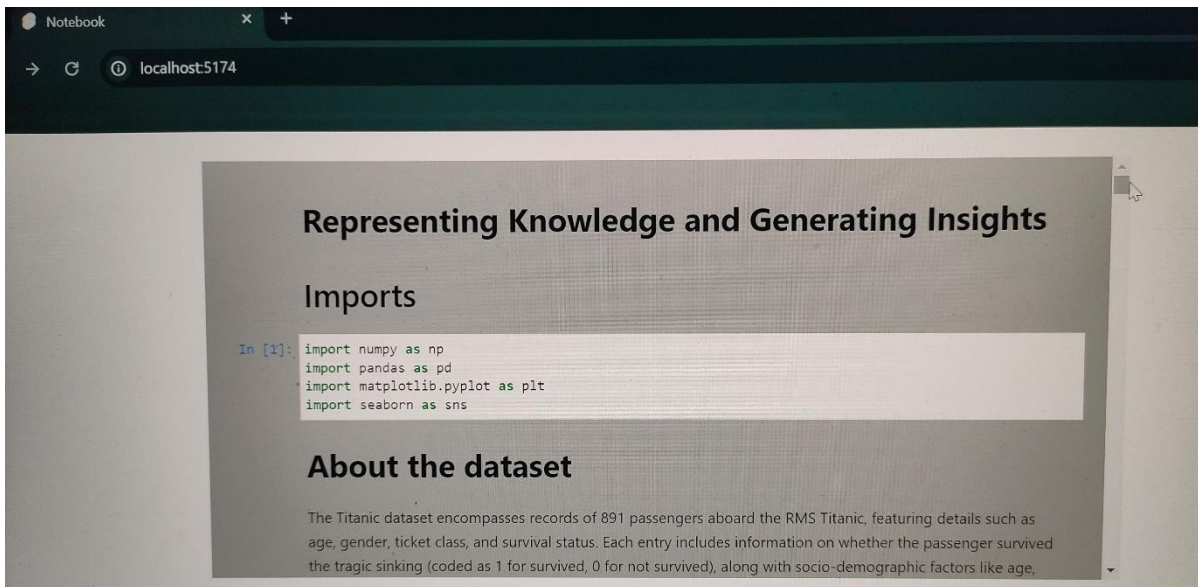 Notebook
localhost:5174
Representing Knowledge and Generating Insights
Imports
In [1]: import numpy as np
import pandas as pd
import matplotlib.pyplot as plt
import seaborn as sns
About the dataset
The Titanic dataset encompasses records of 891 passengers aboard the RMS Titanic, featuring details such as
age, gender, ticket class, and survival status. Each entry includes information on whether the passenger survived
the tragic sinking (coded as 1 for survived, 0 for not survived), along with socio-demographic factors like age,